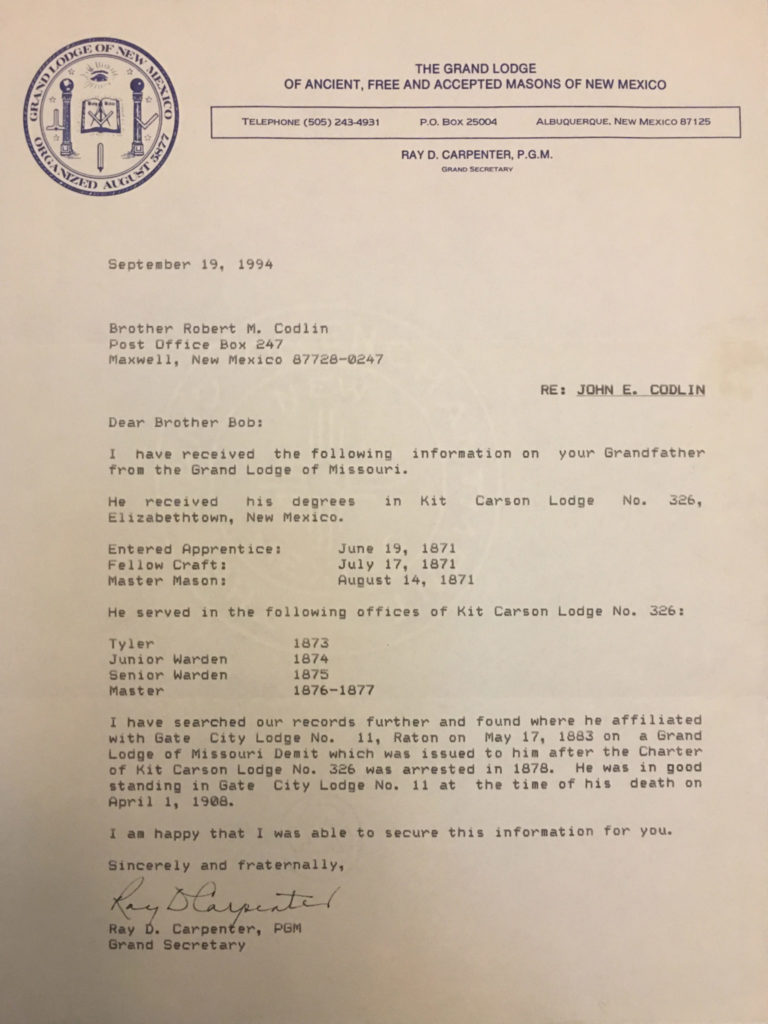 GRAND LODGE OF NEW MEXICO
ORGANIZED AUGUST 5877
THE GRAND LODGE
OF ANCIENT, FREE AND ACCEPTED MASONS OF NEW MEXICO
TELEPHONE (505) 243-4931 P.O. BOX 25004 ALBUQUERQUE, NEW MEXICO 87125
RAY D. CARPENTER, P.G.M.
GRAND SECRETARY
September 19, 1994
Brother Robert M. Codlin
Post Office Box 247
Maxwell, New Mexico 87728-0247
RE: JOHN E. CODLIN
Dear Brother Bob:
I have received the following information on your Grandfather
from the Grand Lodge of Missouri.
He received his degrees in Kit Carson Lodge No. 326,
Elizabethtown, New Mexico.
Entered Apprentice: June 19, 1871
Fellow Craft: July 17, 1871
Master Mason: August 14, 1871
He served in the following offices of Kit Carson Lodge No. 326:
Tyler 1873
Junior Warden 1874
Senior Warden 1875
Master 1876-1877
I have searched our records further and found where he affiliated
with Gate City Lodge No. 11, Raton on May 17, 1883 on a Grand
Lodge of Missouri Demit which was issued to him after the Charter
of Kit Carson Lodge No. 326 was arrested in 1878. He was in good
standing in Gate City Lodge No. 11 at the time of his death on
April 1, 1908.
I am happy that I was able to secure this information for you.
Sincerely and fraternally,
Ray D Carpenter
Ray D. Carpenter, PGM
Grand Secretary